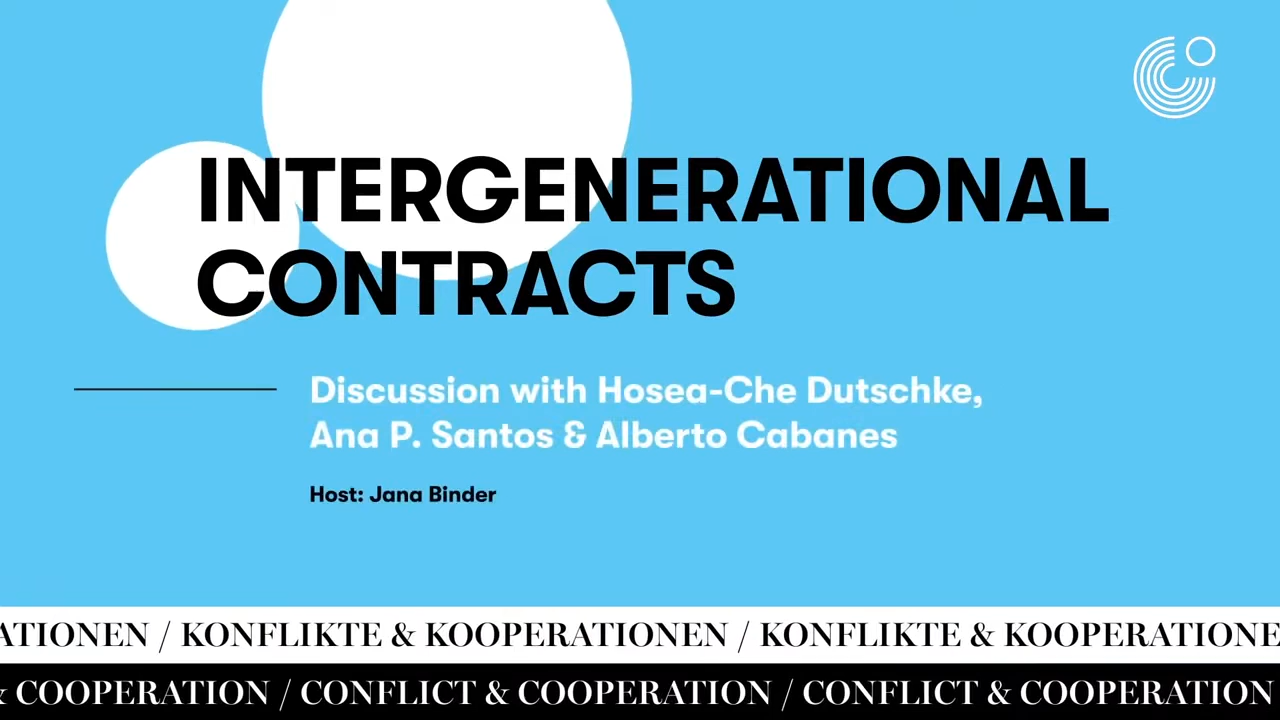 INTERGENERATIONAL
CONTRACTS
Discussion with Hosea-Che Dutschke,
Ana P. Santos & Alberto Cabanes
Host: Jana Binder
ATIONEN / KONFLIKTE & KOOPERATIONEN / KONFLIKTE & KOOPERATIONE
& COOPERATION / CONFLICT & COOPERATION / CONFLICT & COOPERATION